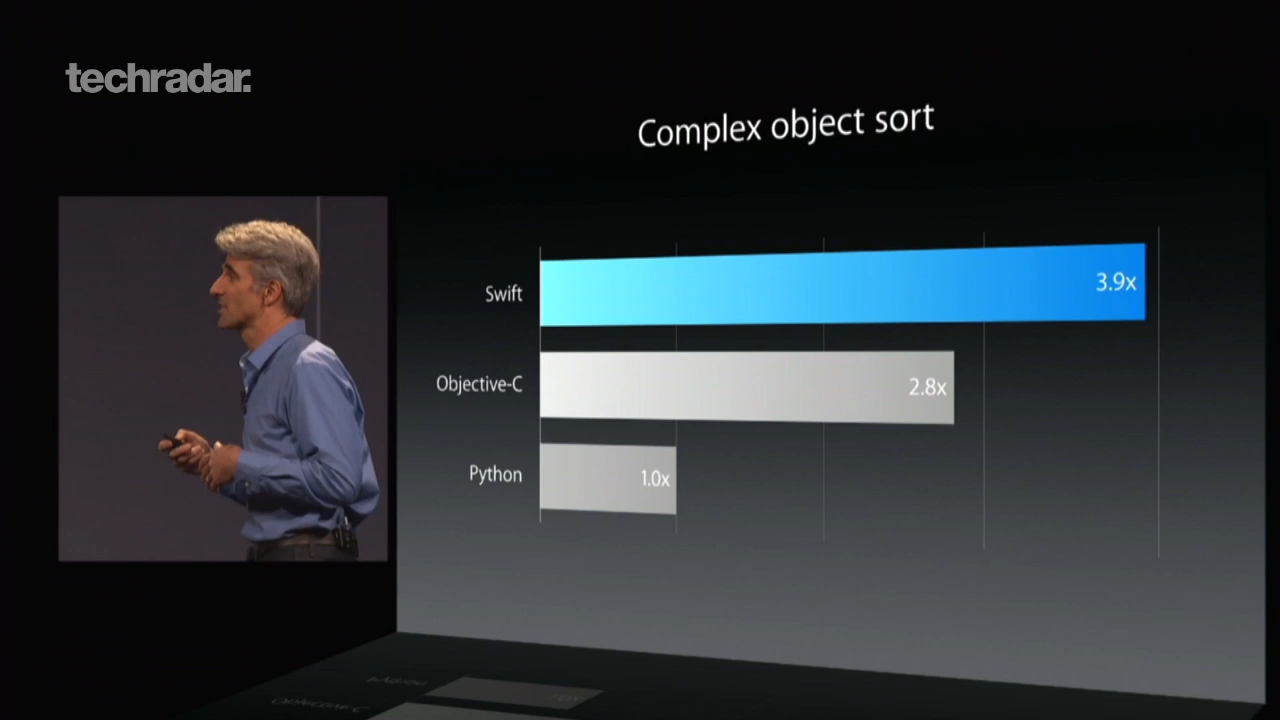 techradar.
Complex object sort
Swift
3.9x
Objective-C
2.8x
Python
1.0x